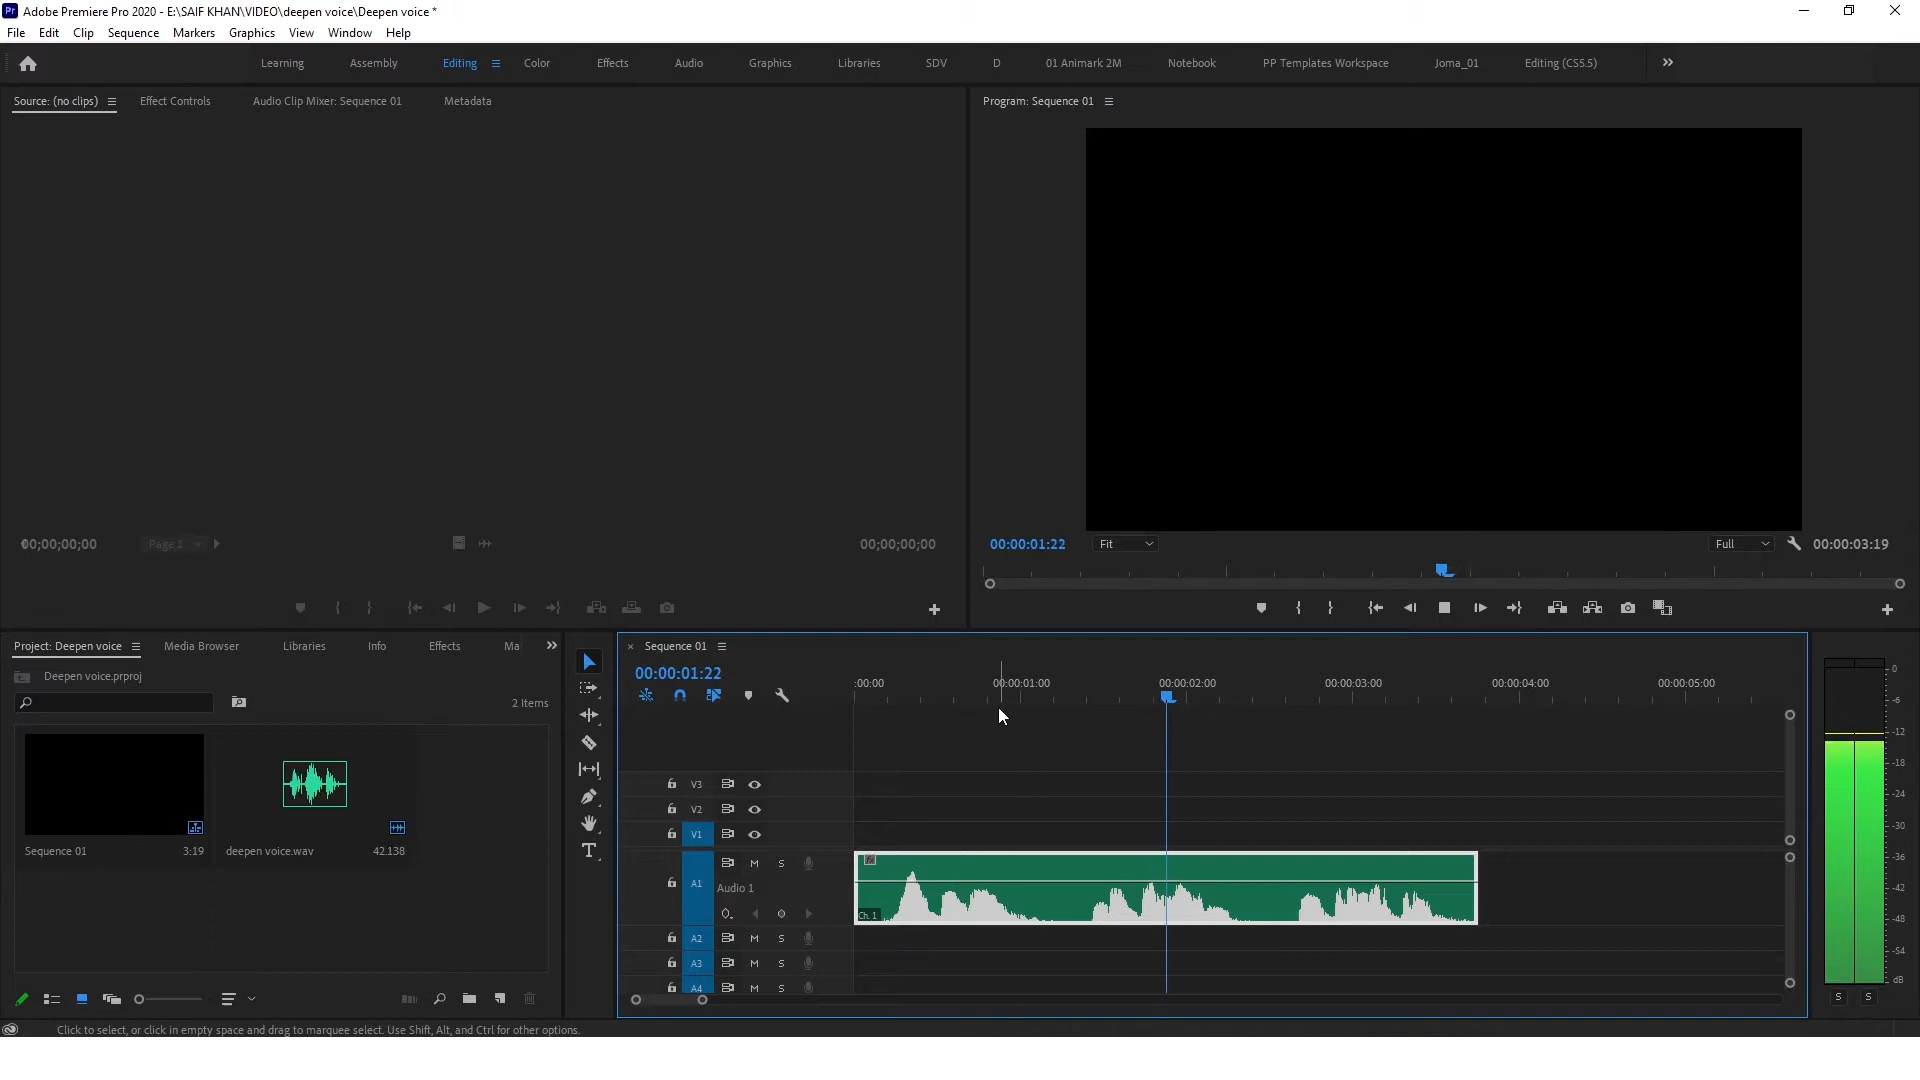 Pr Adobe Premiere Pro 2020 - E:\SAIF KHAN\VIDEO\deepen voice\Deepen voice *
File Edit Clip Sequence Markers Graphics View Window Help
Learning Assembly Editing Color Effects Audio Graphics Libraries SDV D 01 Animark 2M Notebook PP Templates Workspace Joma_01 Editing (CS5.5)
Source: (no clips) Effect Controls Audio Clip Mixer: Sequence 01 Metadata
Program: Sequence 01
00;00;00;00 Page 1 00;00;00;00
00:00:01:22 Fit Full 00:00:03:19
Project: Deepen voice Media Browser Libraries Info Effects Ma
Deepen voice.prproj
2 Items
Sequence 01 3:19 deepen voice.wav 42.138
× Sequence 01
00:00:01:22
:00:00 00:00:01:00 00:00:02:00 00:00:03:00 00:00:04:00 00:00:05:00
V3
V2
V1
A1 M S
Audio 1
Ch. 1
A2 M S
A3 M S
A4 M S
0
-6
-12
-18
-24
-30
-36
-42
-48
-54
dB
S S
Click to select, or click in empty space and drag to marquee select. Use Shift, Alt, and Ctrl for other options.